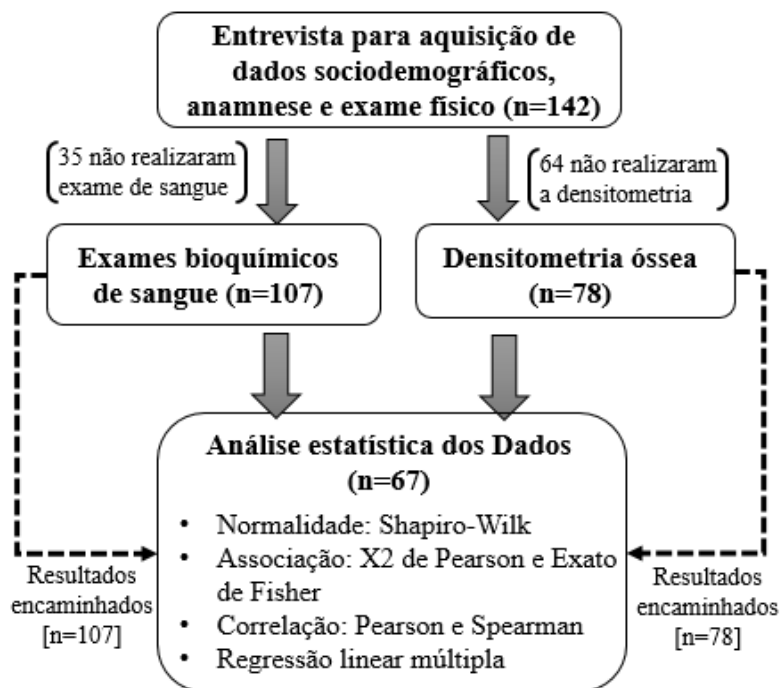 Entrevista para aquisição de
dados sociodemográficos,
anamnese e exame físico (n=142)
35 não realizaram
exame de sangue
64 não realizaram
a densitometria
Exames bioquímicos
de sangue (n=107)
Densitometria óssea
(n=78)
Análise estatística dos Dados
(n=67)
• Normalidade: Shapiro-Wilk
• Associação: X2 de Pearson e Exato
de Fisher
• Correlação: Pearson e Spearman
• Regressão linear múltipla
Resultados
encaminhados
[n=107]
Resultados
encaminhados
[n=78]